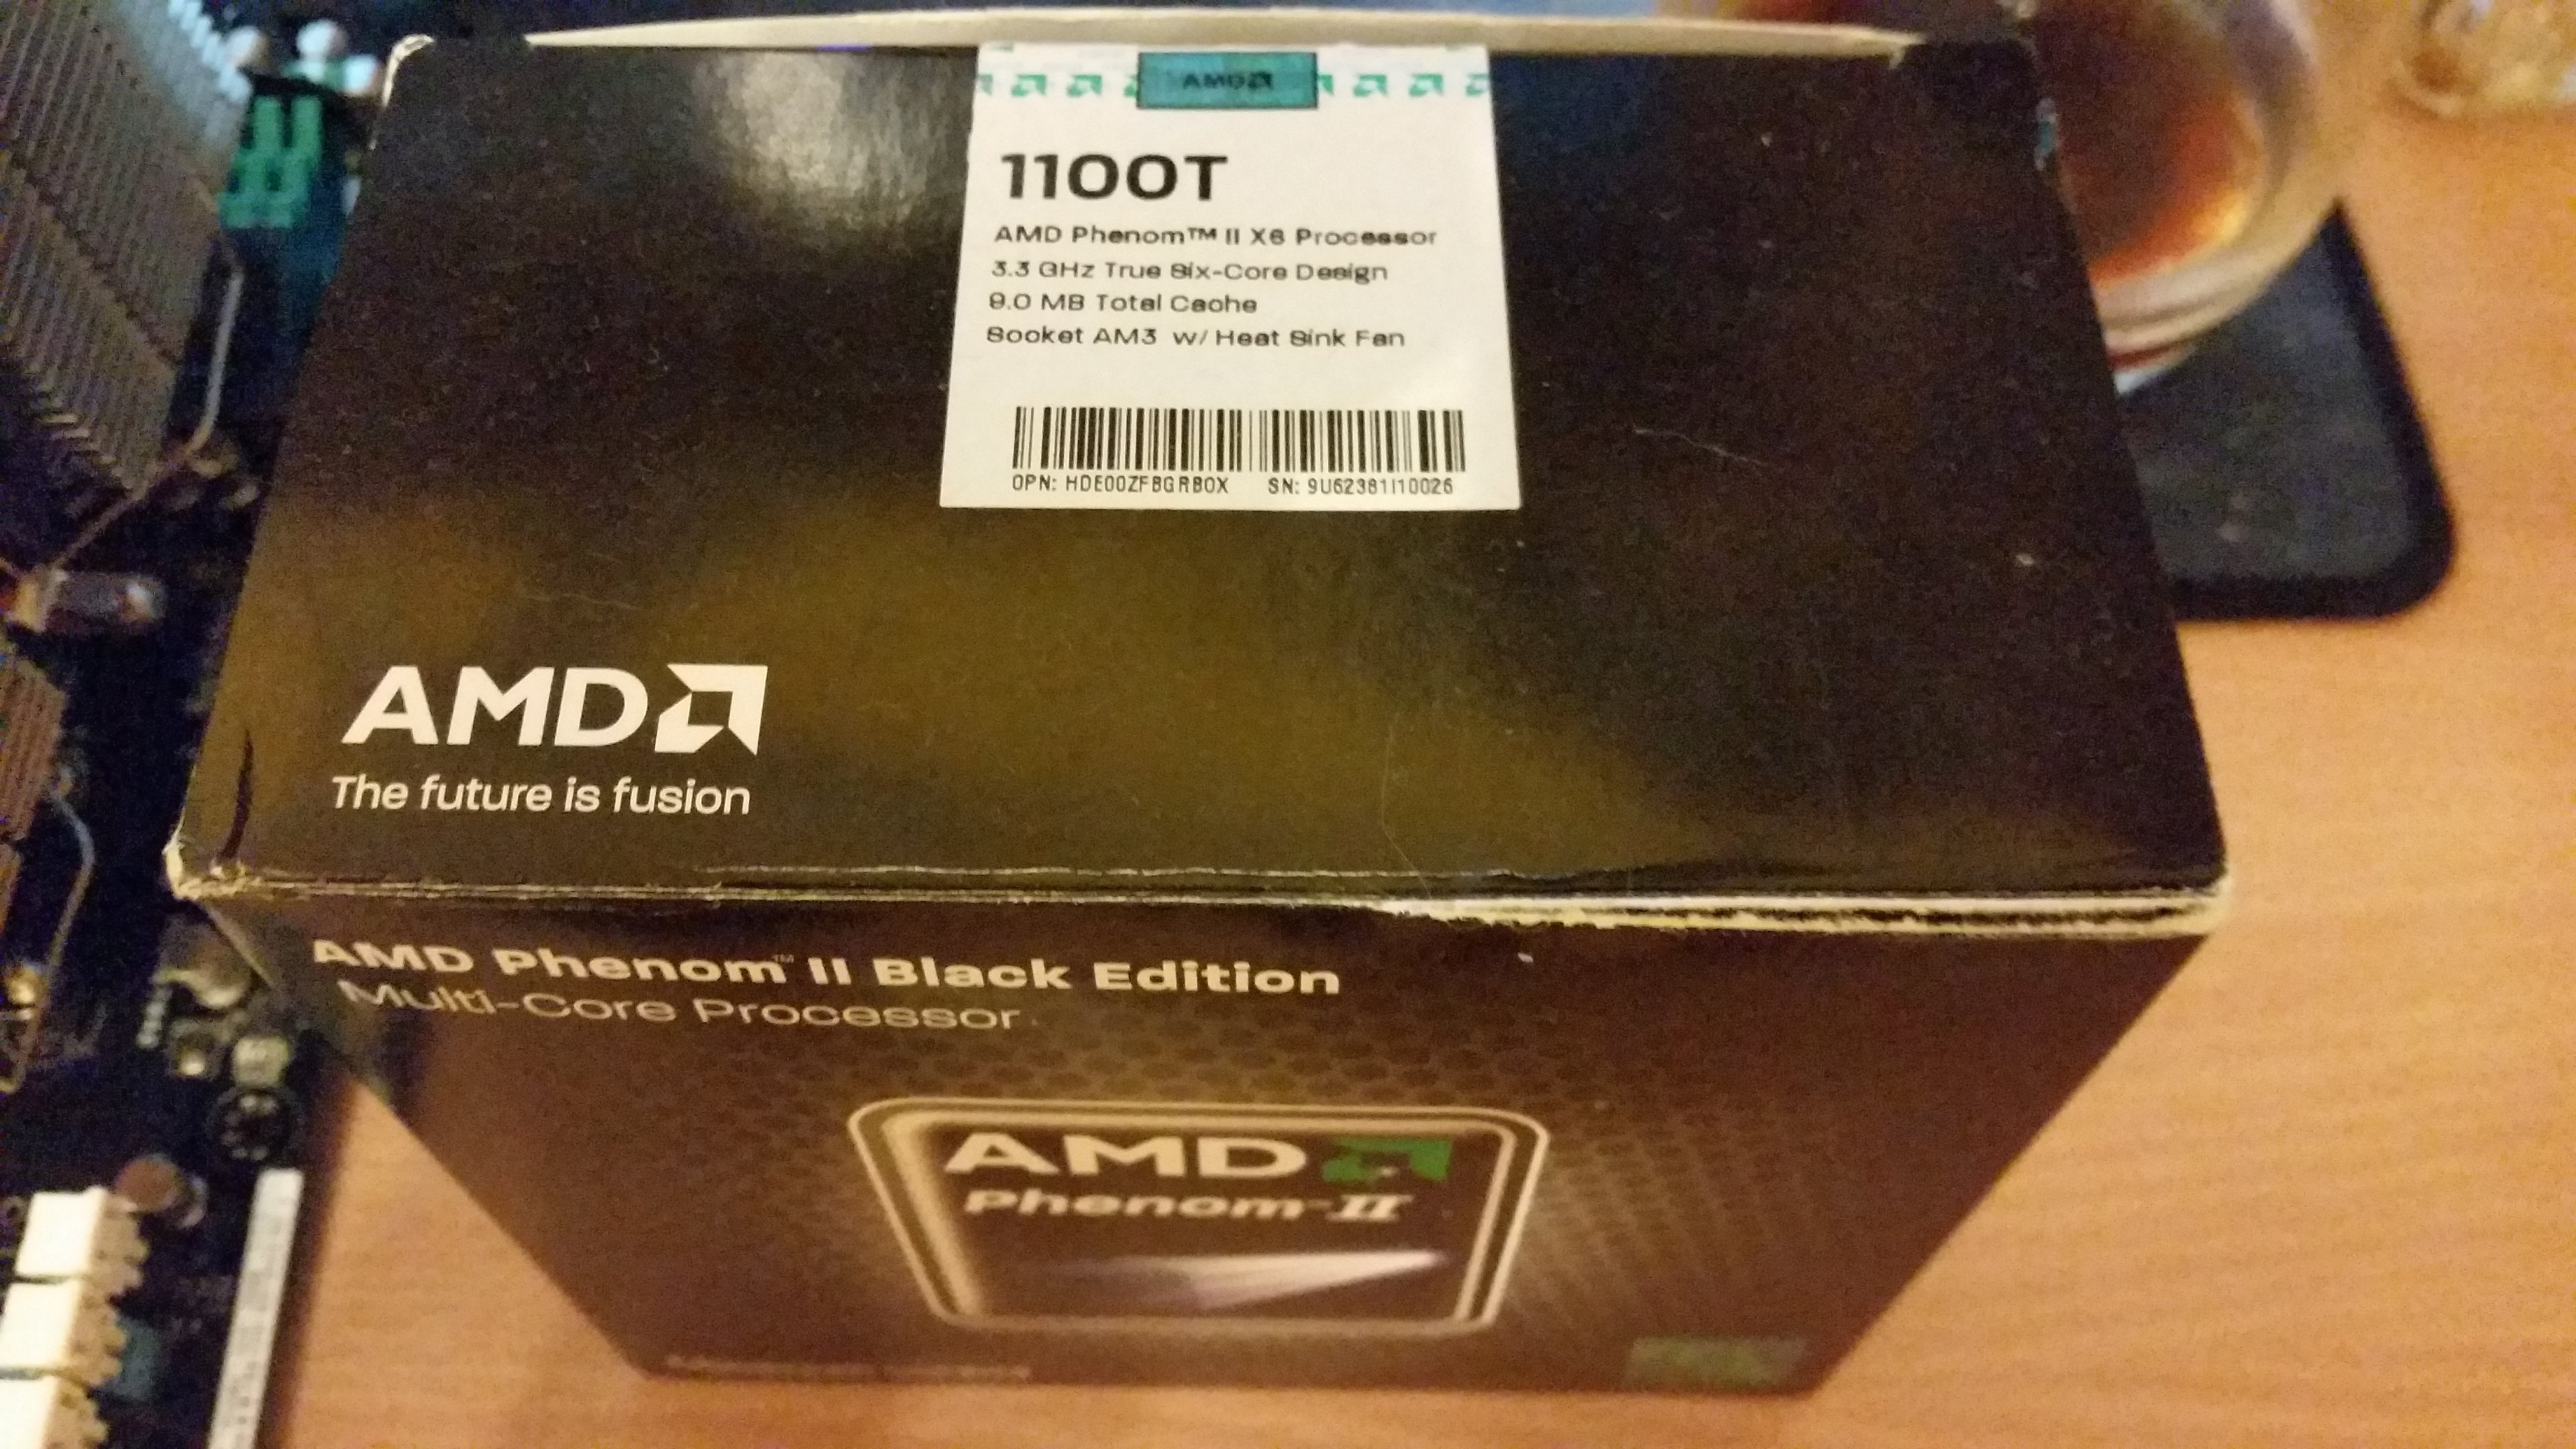 AMD
1100T
AMD Phenom™ II X6 Processor
3.3 GHz True Six-Core Design
9.0 MB Total Cache
Socket AM3 w/ Heat Sink Fan
OPN: HDE00ZFBGRBOX SN: 9U62381I10026
AMD
The future is fusion
AMD Phenom™ II Black Edition
Multi-Core Processor
AMD
Phenom II